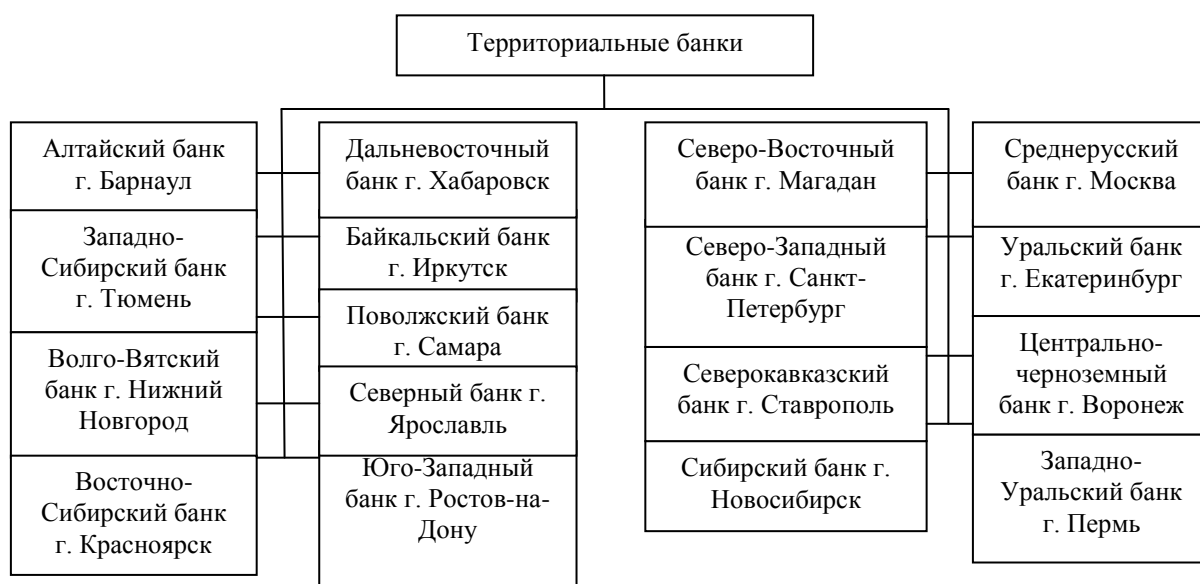 Территориальные банки
Алтайский банк
г. Барнаул
Западно-
Сибирский банк
г. Тюмень
Волго-Вятский
банк г. Нижний
Новгород
Восточно-
Сибирский банк
г. Красноярск
Дальневосточный
банк г. Хабаровск
Байкальский банк
г. Иркутск
Поволжский банк
г. Самара
Северный банк г.
Ярославль
Юго-Западный
банк г. Ростов-на-
Дону
Северо-Восточный
банк г. Магадан
Северо-Западный
банк г. Санкт-
Петербург
Северокавказский
банк г. Ставрополь
Сибирский банк г.
Новосибирск
Среднерусский
банк г. Москва
Уральский банк
г. Екатеринбург
Центрально-
черноземный
банк г. Воронеж
Западно-
Уральский банк
г. Пермь